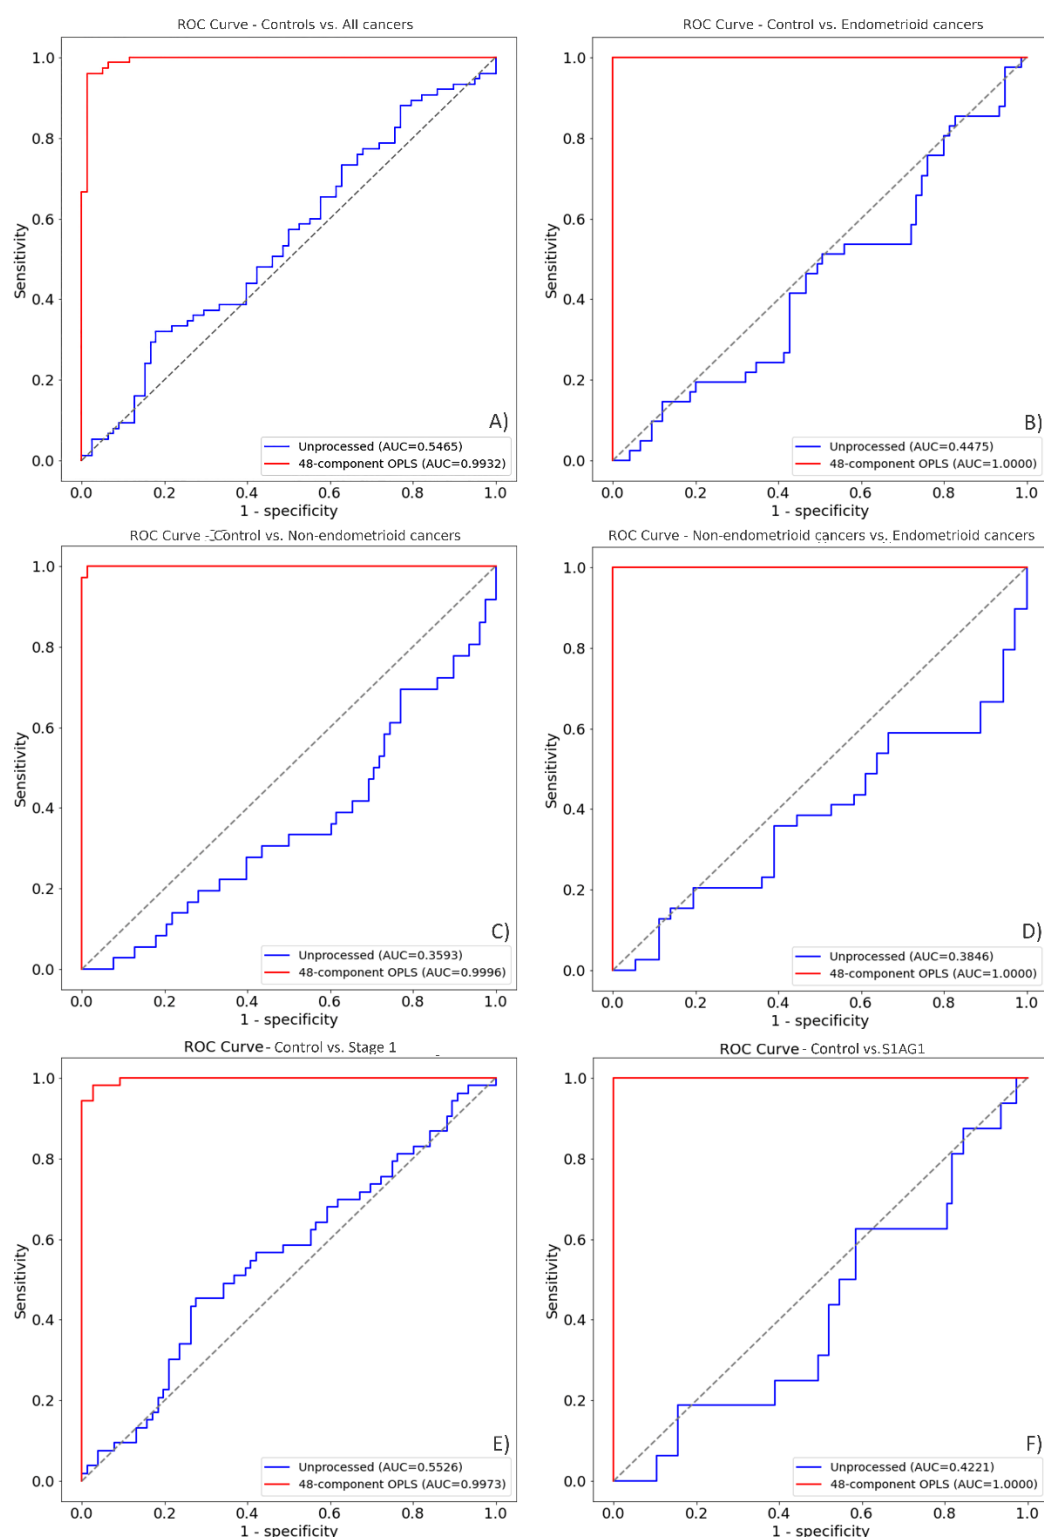 ROC Curve - Controls vs. All cancers
1.0
0.8
0.6
0.4
0.2
0.0
Sensitivity
A)
Unprocessed (AUC=0.5465)
48-component OPLS (AUC=0.9932)
0.0 0.2 0.4 0.6 0.8 1.0
1 - specificity
ROC Curve - Control vs. Endometrioid cancers
1.0
0.8
0.6
0.4
0.2
0.0
Sensitivity
B)
Unprocessed (AUC=0.4475)
48-component OPLS (AUC=1.0000)
0.0 0.2 0.4 0.6 0.8 1.0
1 - specificity
ROC Curve - Control vs. Non-endometrioid cancers
1.0
0.8
0.6
0.4
0.2
0.0
Sensitivity
C)
Unprocessed (AUC=0.3593)
48-component OPLS (AUC=0.9996)
0.0 0.2 0.4 0.6 0.8 1.0
1 - specificity
ROC Curve - Non-endometrioid cancers vs. Endometrioid cancers
1.0
0.8
0.6
0.4
0.2
0.0
Sensitivity
D)
Unprocessed (AUC=0.3846)
48-component OPLS (AUC=1.0000)
0.0 0.2 0.4 0.6 0.8 1.0
1 - specificity
ROC Curve - Control vs. Stage 1
1.0
0.8
0.6
0.4
0.2
0.0
Sensitivity
E)
Unprocessed (AUC=0.5526)
48-component OPLS (AUC=0.9973)
0.0 0.2 0.4 0.6 0.8 1.0
1 - specificity
ROC Curve - Control vs.S1AG1
1.0
0.8
0.6
0.4
0.2
0.0
Sensitivity
F)
Unprocessed (AUC=0.4221)
48-component OPLS (AUC=1.0000)
0.0 0.2 0.4 0.6 0.8 1.0
1 - specificity